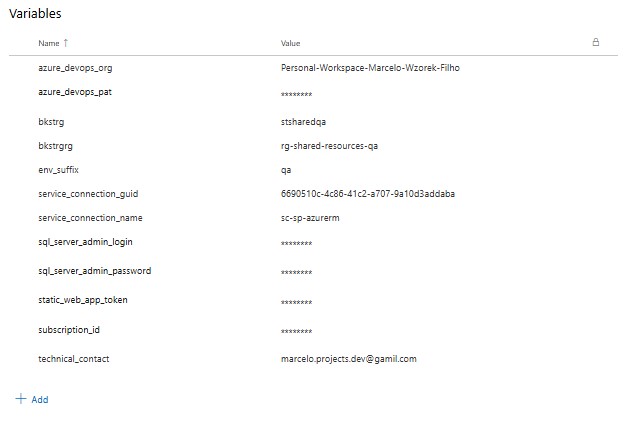 Variables
Name ↑ Value
azure_devops_org Personal-Workspace-Marcelo-Wzorek-Filho
azure_devops_pat ********
bkstrg stsharedqa
bkstrgrg rg-shared-resources-qa
env_suffix qa
service_connection_guid 6690510c-4c86-41c2-a707-9a10d3addaba
service_connection_name sc-sp-azurerm
sql_server_admin_login ********
sql_server_admin_password ********
static_web_app_token ********
subscription_id ********
technical_contact marcelo.projects.dev@gamil.com
+ Add